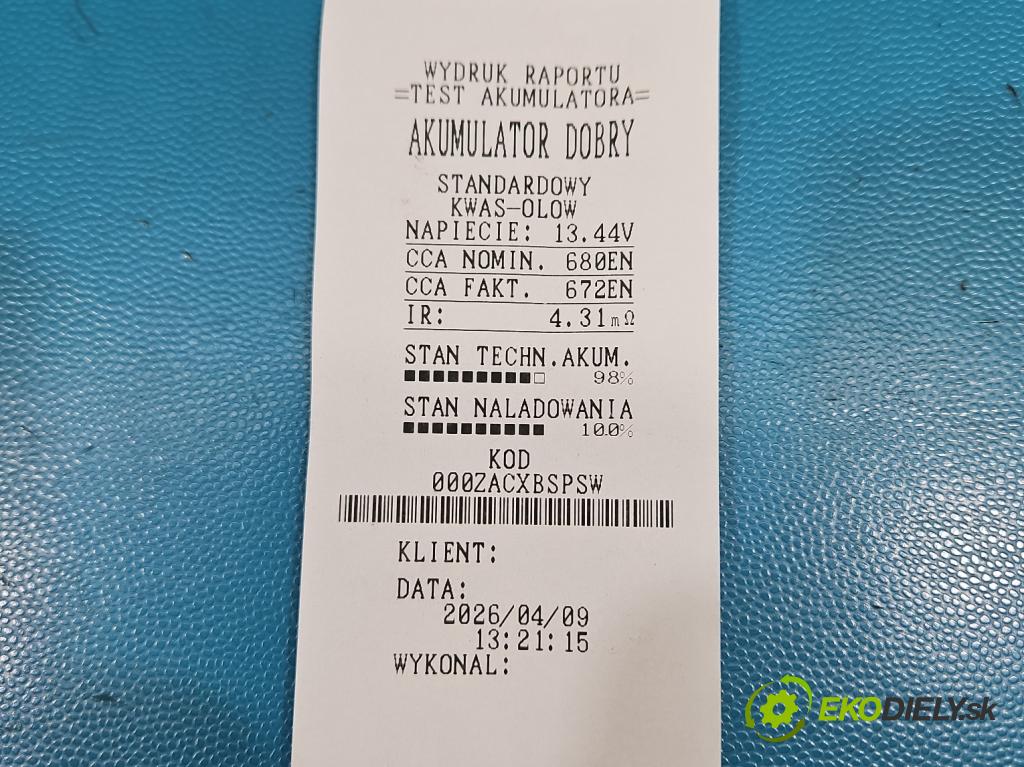 WYDRUK RAPORTU
=TEST AKUMULATORA=
AKUMULATOR DOBRY
STANDARDOWY
KWAS-OLOW
NAPIECIE: 13.44V
CCA NOMIN. 680EN
CCA FAKT. 672EN
IR: 4.31mΩ
STAN TECHN.AKUM.
98%
STAN NALADOWANIA
100%
KOD
000ZACXBSPSW
KLIENT:
DATA:
2026/04/09
13:21:15
WYKONAL:
EKODIELY.sk